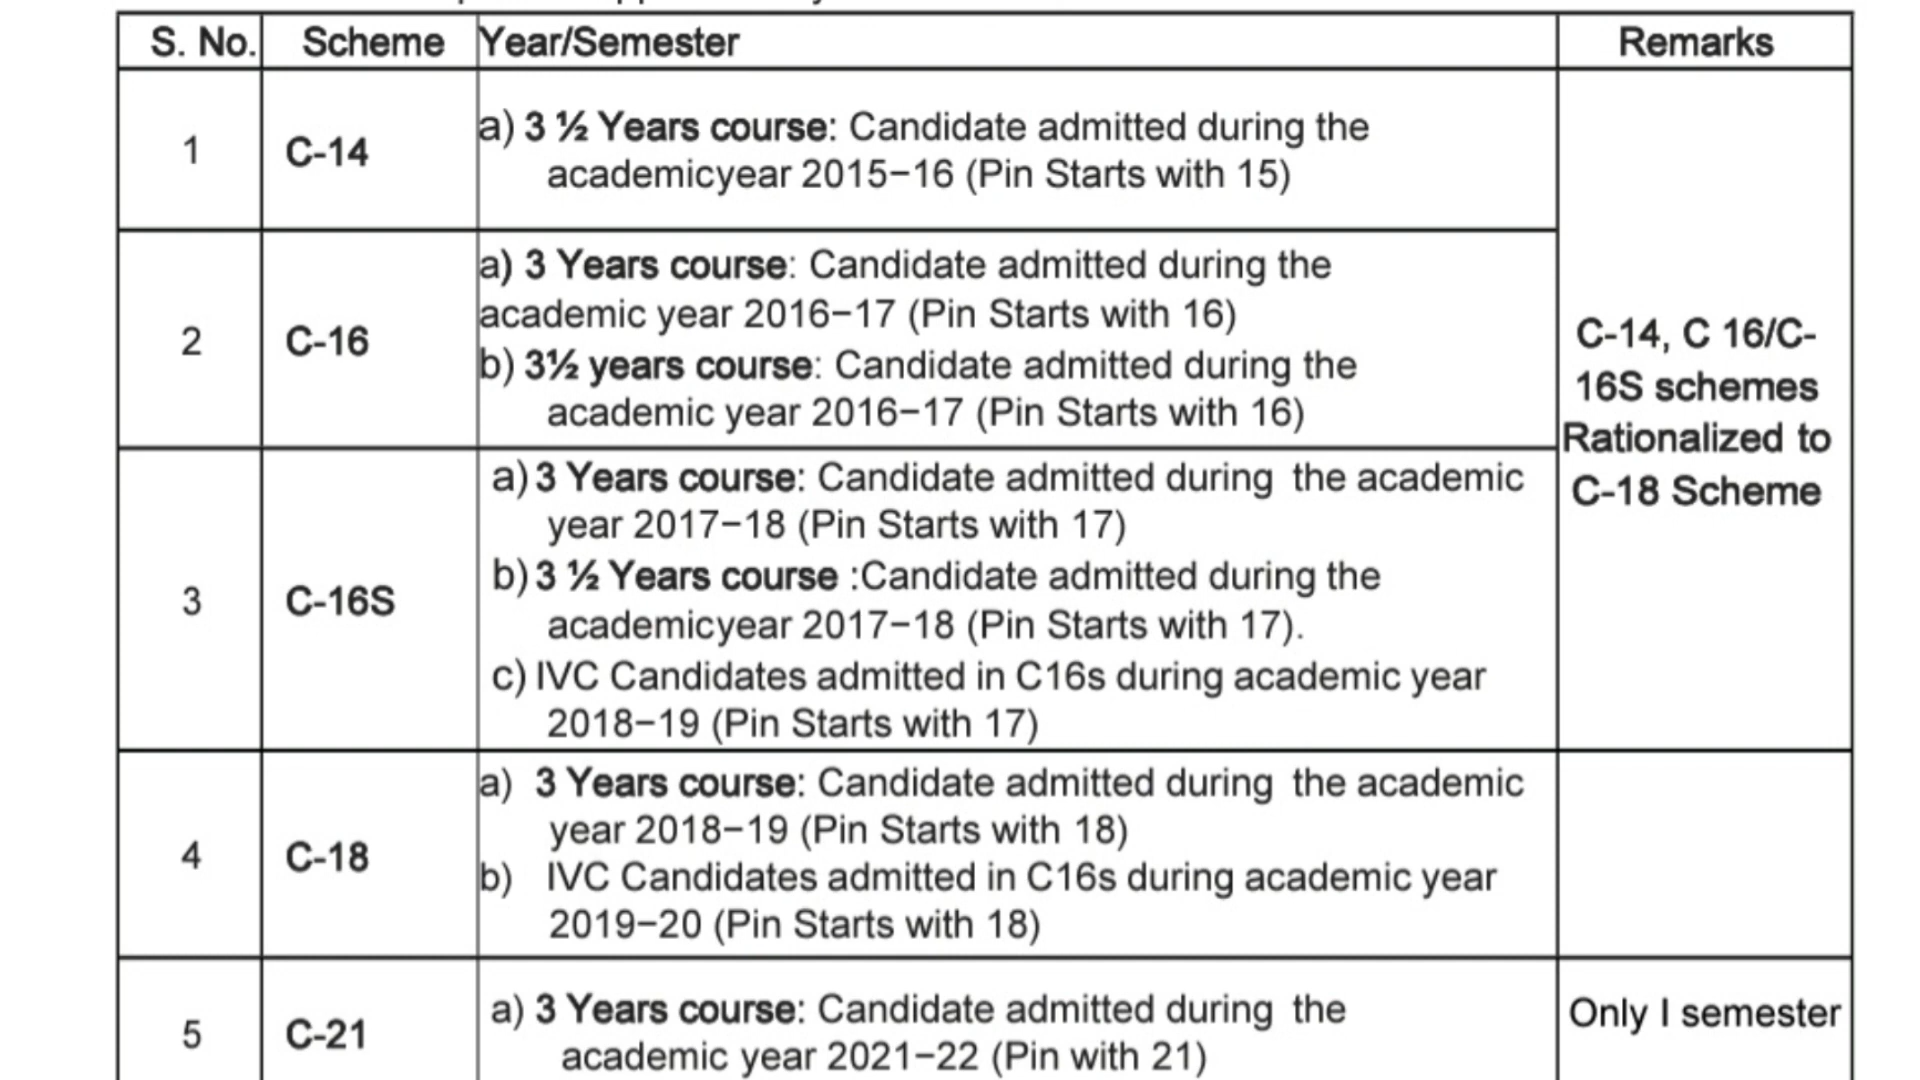 S. No. Scheme Year/Semester Remarks
1 C-14 a) 3 ½ Years course: Candidate admitted during the
academicyear 2015–16 (Pin Starts with 15)
2 C-16 a) 3 Years course: Candidate admitted during the
academic year 2016–17 (Pin Starts with 16)
b) 3½ years course: Candidate admitted during the
academic year 2016–17 (Pin Starts with 16)
C-14, C 16/C-
16S schemes
Rationalized to
C-18 Scheme
3 C-16S a) 3 Years course: Candidate admitted during the academic
year 2017–18 (Pin Starts with 17)
b) 3 ½ Years course :Candidate admitted during the
academicyear 2017–18 (Pin Starts with 17).
c) IVC Candidates admitted in C16s during academic year
2018–19 (Pin Starts with 17)
4 C-18 a) 3 Years course: Candidate admitted during the academic
year 2018–19 (Pin Starts with 18)
b) IVC Candidates admitted in C16s during academic year
2019–20 (Pin Starts with 18)
5 C-21 a) 3 Years course: Candidate admitted during the
academic year 2021–22 (Pin with 21)
Only I semester